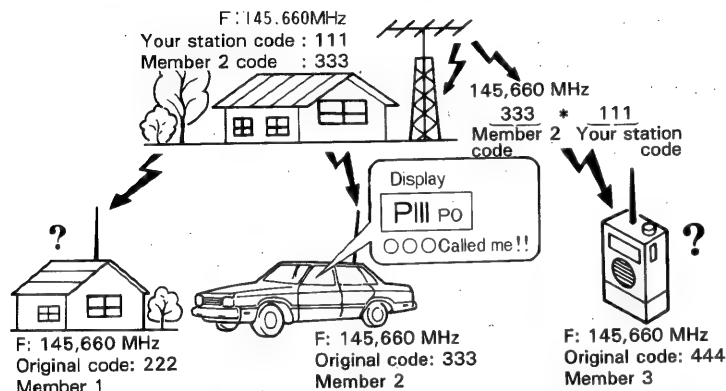 F: 145.660MHz
Your station code : 111
Member 2 code : 333
145,660 MHz
333 * 111
Member 2 Your station
code code
?
Display
PIII PO
○○○Called me!!
?
F: 145,660 MHz
Original code: 222
Member 1
F: 145,660 MHz
Original code: 333
Member 2
F: 145,660 MHz
Original code: 444
Member 3